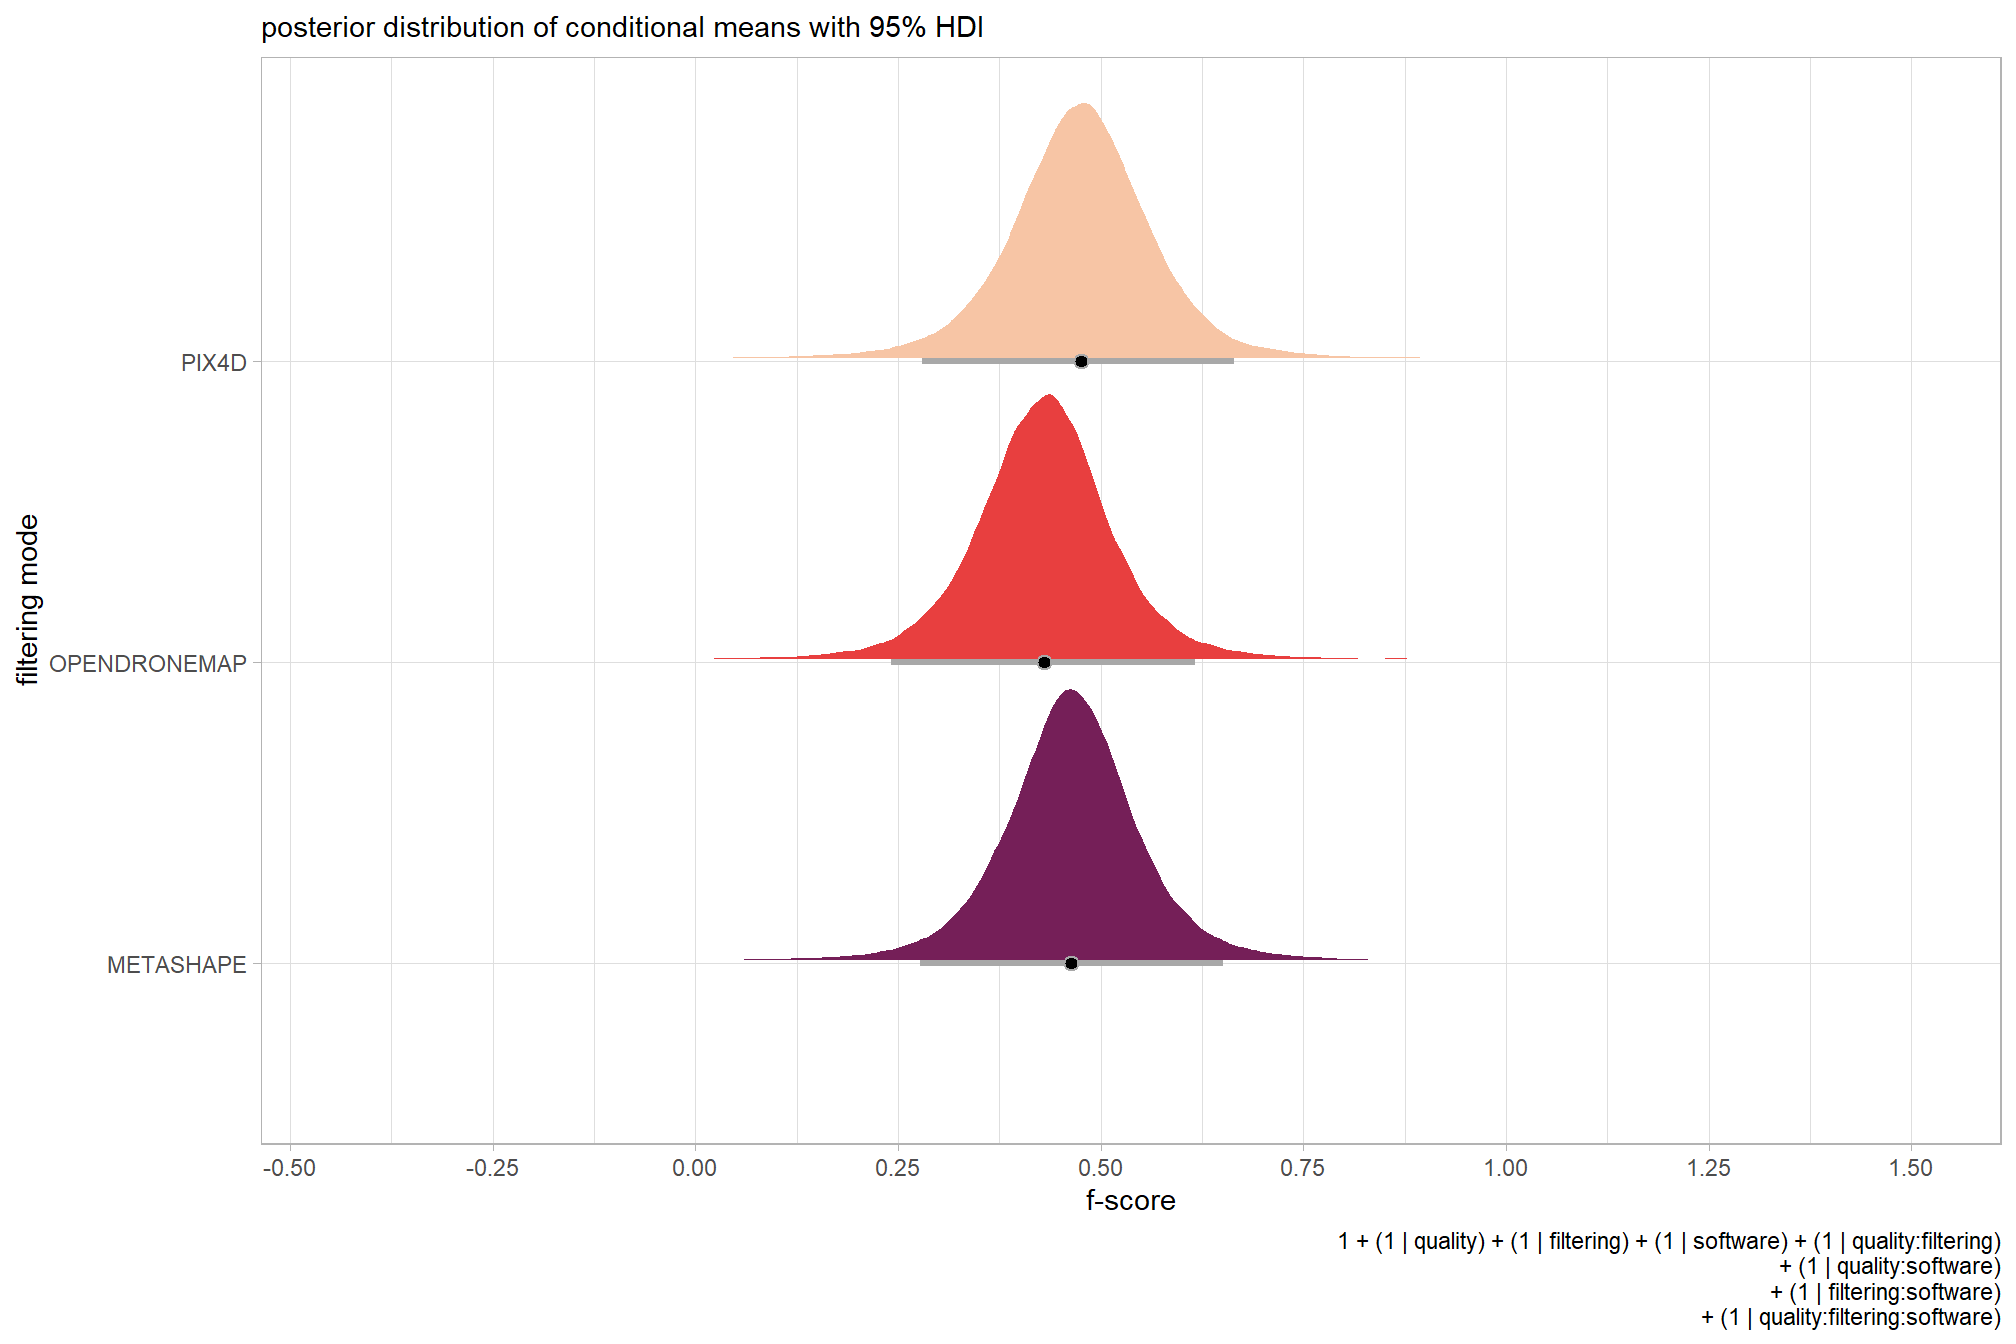 posterior distribution of conditional means with 95% HDI
filtering mode
PIX4D
OPENDRONEMAP
METASHAPE
-0.50 -0.25 0.00 0.25 0.50 0.75 1.00 1.25 1.50
f-score
1 + (1 | quality) + (1 | filtering) + (1 | software) + (1 | quality:filtering)
+ (1 | quality:software)
+ (1 | filtering:software)
+ (1 | quality:filtering:software)